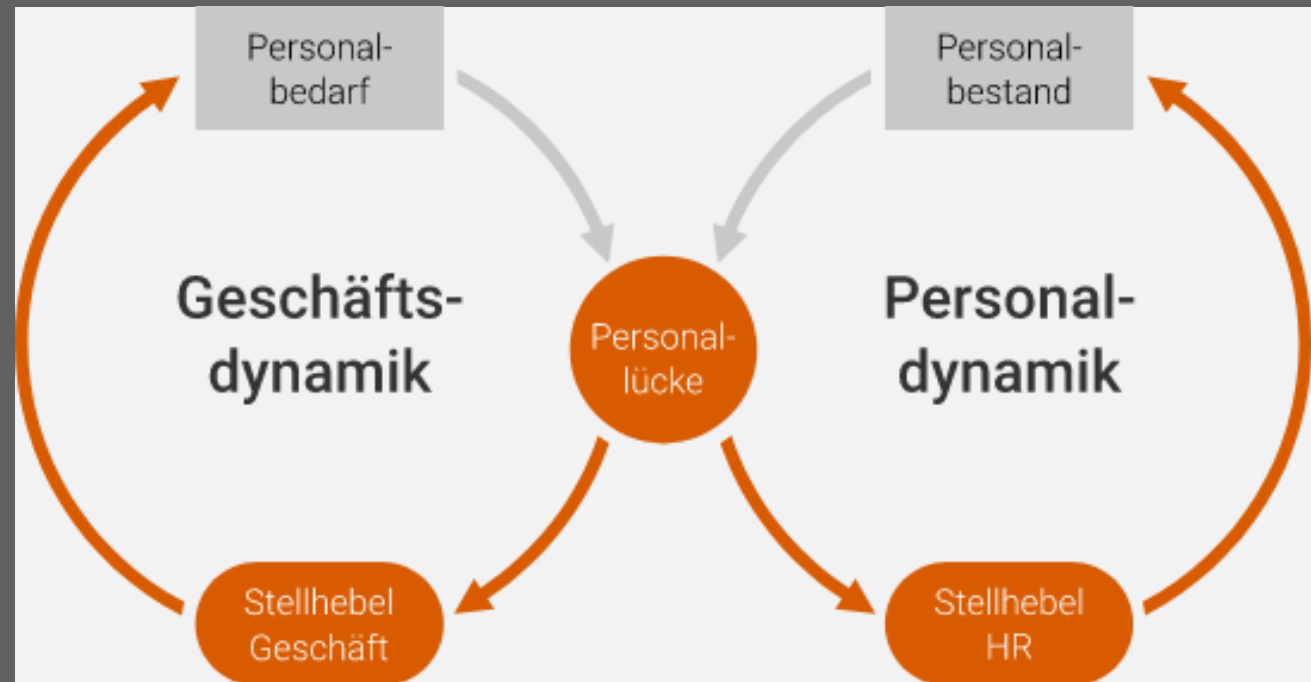 Personal-
bedarf
Personal-
bestand
Geschäfts-
dynamik
Personal-
lücke
Personal-
dynamik
Stellhebel
Geschäft
Stellhebel
HR